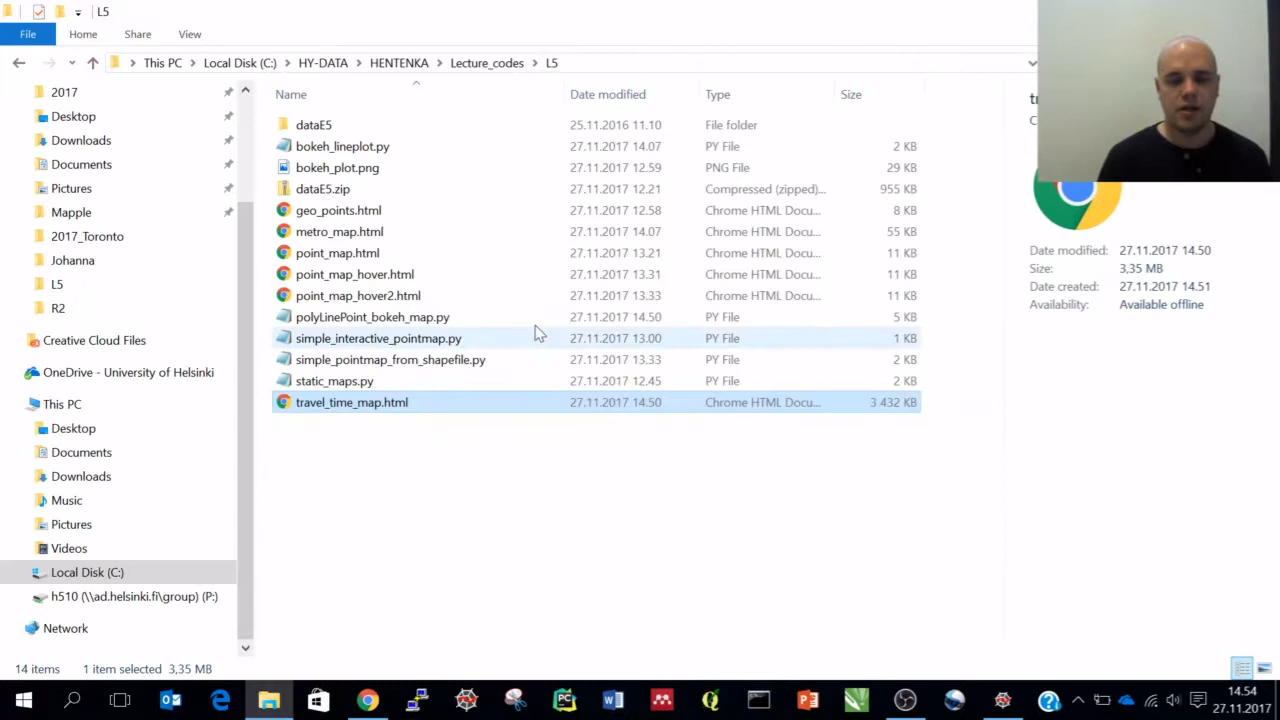 L5
File Home Share View
This PC Local Disk (C:) HY-DATA HENTENKA Lecture_codes L5
Name Date modified Type Size
2017
Desktop
Downloads
Documents
Pictures
Mapple
2017_Toronto
Johanna
L5
R2
Creative Cloud Files
OneDrive - University of Helsinki
This PC
Desktop
Documents
Downloads
Music
Pictures
Videos
Local Disk (C:)
h510 (\\ad.helsinki.fi\group) (P:)
Network
dataE5 25.11.2016 11.10 File folder
bokeh_lineplot.py 27.11.2017 14.07 PY File 2 KB
bokeh_plot.png 27.11.2017 12.59 PNG File 29 KB
dataE5.zip 27.11.2017 12.21 Compressed (zipped)... 955 KB
geo_points.html 27.11.2017 12.58 Chrome HTML Docu... 8 KB
metro_map.html 27.11.2017 14.07 Chrome HTML Docu... 55 KB
point_map.html 27.11.2017 13.21 Chrome HTML Docu... 11 KB
point_map_hover.html 27.11.2017 13.31 Chrome HTML Docu... 11 KB
point_map_hover2.html 27.11.2017 13.33 Chrome HTML Docu... 11 KB
polyLinePoint_bokeh_map.py 27.11.2017 14.50 PY File 5 KB
simple_interactive_pointmap.py 27.11.2017 13.00 PY File 1 KB
simple_pointmap_from_shapefile.py 27.11.2017 13.33 PY File 2 KB
static_maps.py 27.11.2017 12.45 PY File 2 KB
travel_time_map.html 27.11.2017 14.50 Chrome HTML Docu... 3 432 KB
Date modified: 27.11.2017 14.50
Size: 3,35 MB
Date created: 27.11.2017 14.51
Availability: Available offline
14 items 1 item selected 3,35 MB
14.54
27.11.2017